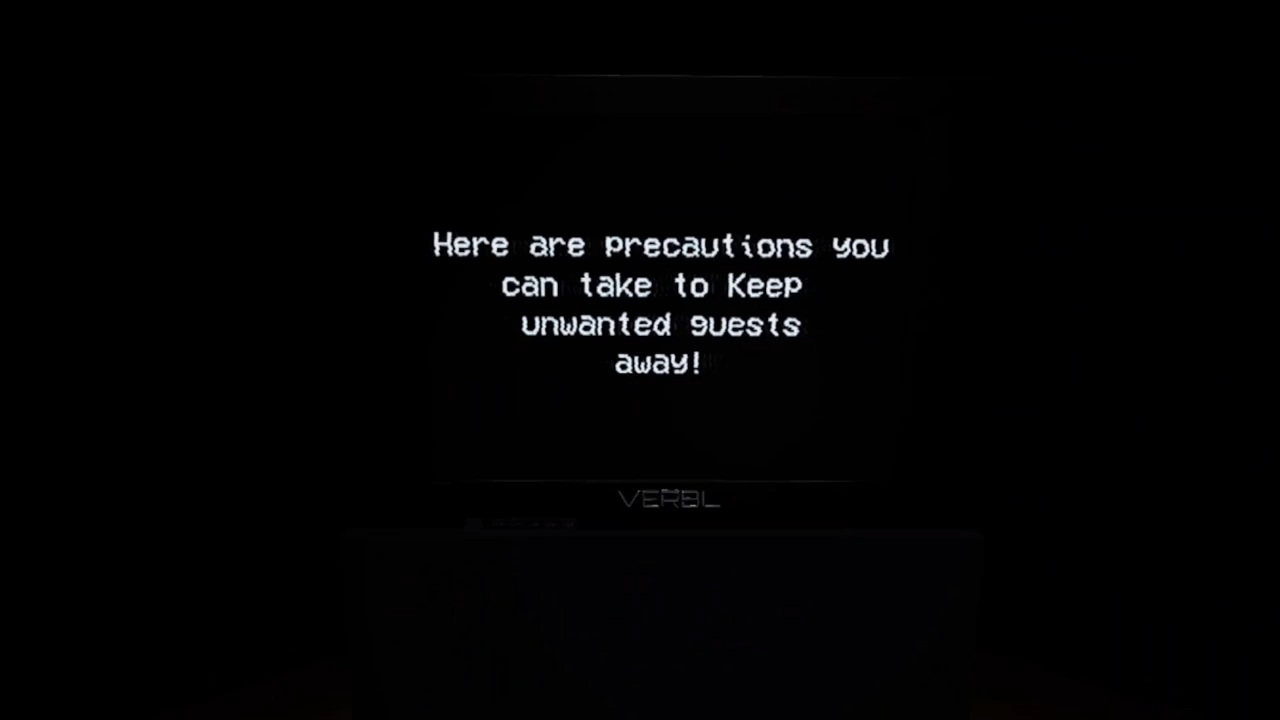 Here are precautions you
can take to Keep
unwanted guests
away!
VERBL